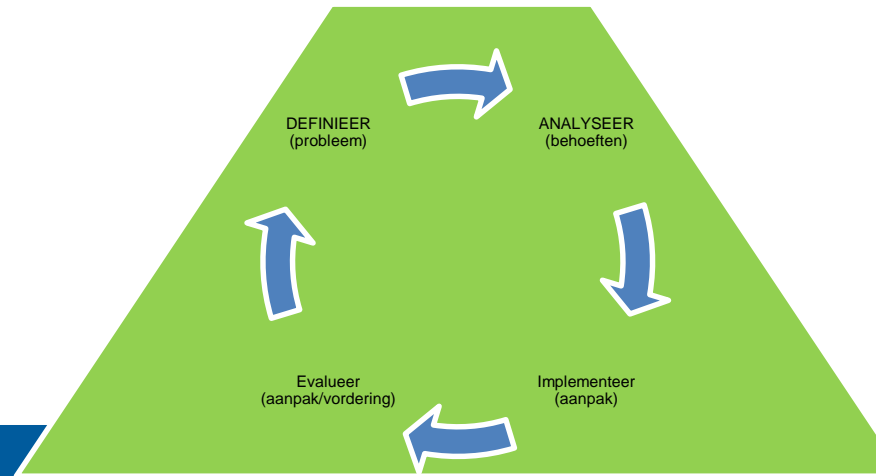 DEFINIEER
(probleem)
ANALYSEER
(behoeften)
Implementeer
(aanpak)
Evalueer
(aanpak/vordering)